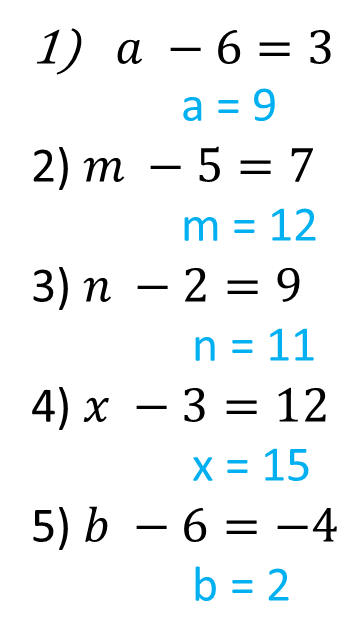 1) a − 6 = 3
a = 9
2) m − 5 = 7
m = 12
3) n − 2 = 9
n = 11
4) x − 3 = 12
x = 15
5) b − 6 = −4
b = 2